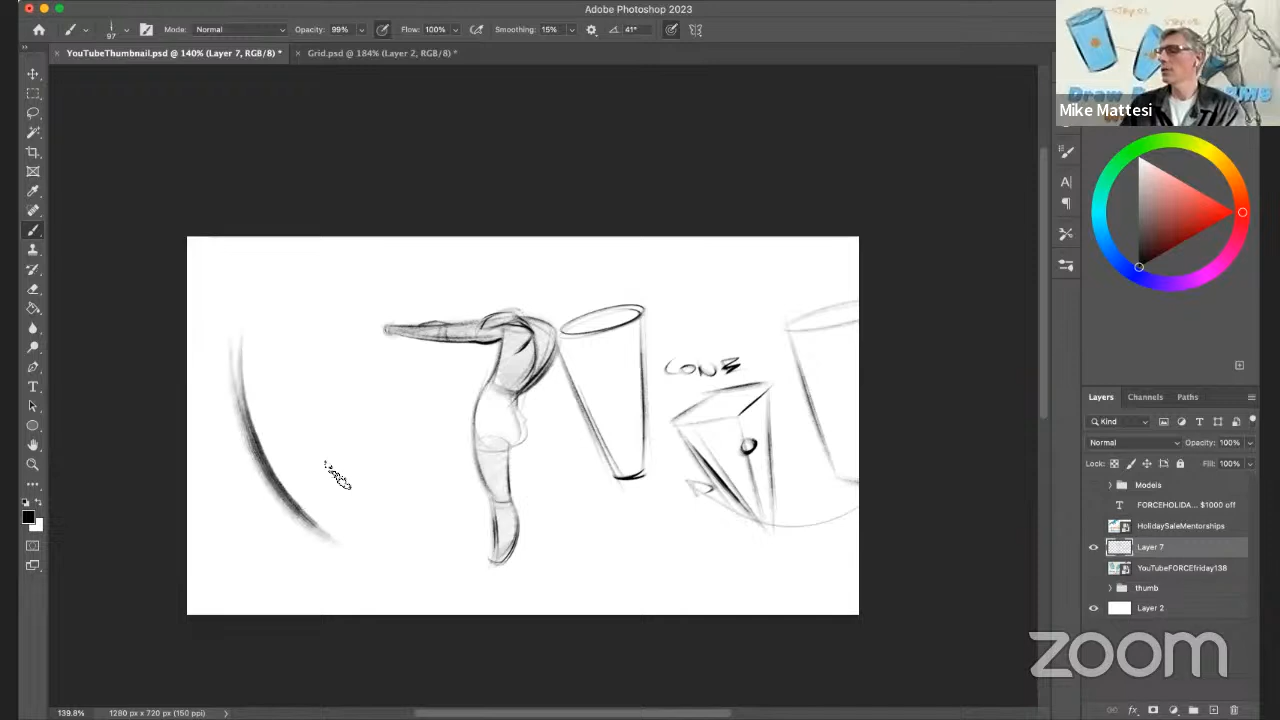 Adobe Photoshop 2023
97
Mode: Normal
Opacity: 99%
Flow: 100%
Smoothing: 15%
41°
YouTubeThumbnail.psd @ 140% (Layer 7, RGB/8) *
Grid.psd @ 184% (Layer 2, RGB/8) *
Mike Mattesi
CONE
Layers
Channels
Paths
Kind
Normal
Opacity: 100%
Lock:
Fill: 100%
Models
FORCEHOLIDA... $1000 off
HolidaySaleMentorships
Layer 7
YouTubeFORCEfriday138
thumb
Layer 2
zoom
139.8%
1280 px x 720 px (150 ppi)